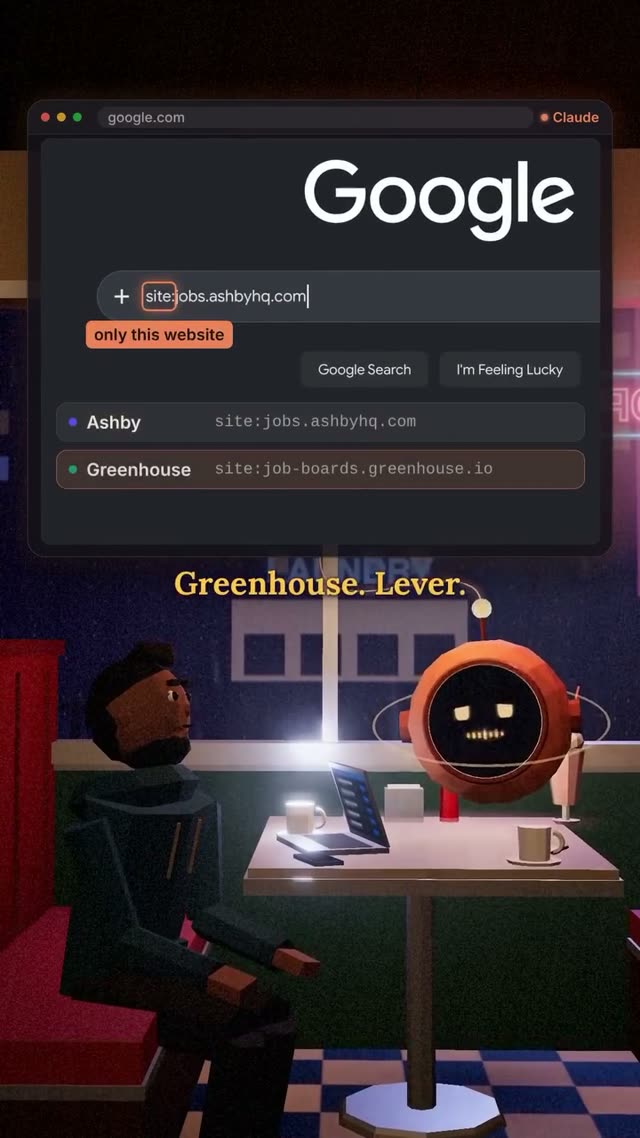 google.com
Claude
Google
+ site:jobs.ashbyhq.com
only this website
Google Search
I'm Feeling Lucky
Ashby site:jobs.ashbyhq.com
Greenhouse site:job-boards.greenhouse.io
Greenhouse. Lever.
LAUNDRY